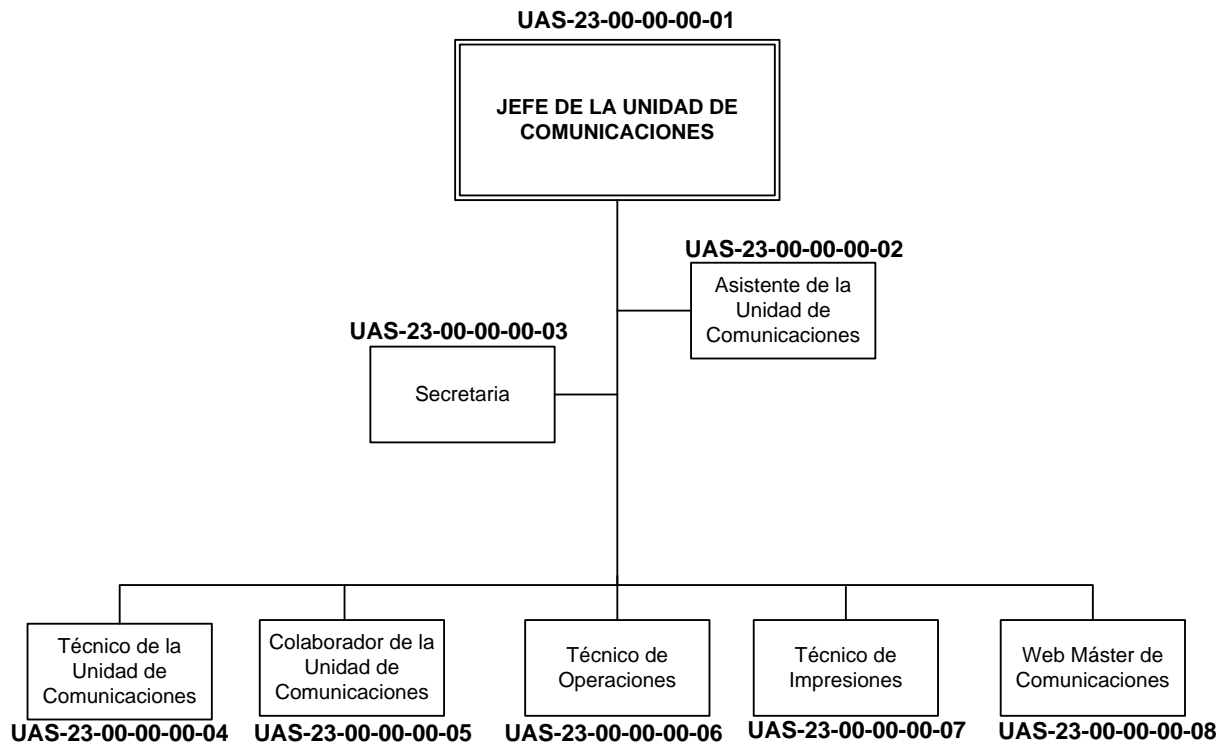 UAS-23-00-00-00-01
JEFE DE LA UNIDAD DE
COMUNICACIONES
UAS-23-00-00-00-02
Asistente de la
Unidad de
Comunicaciones
UAS-23-00-00-00-03
Secretaria
Técnico de la
Unidad de
Comunicaciones
UAS-23-00-00-00-04
Colaborador de la
Unidad de
Comunicaciones
UAS-23-00-00-00-05
Técnico de
Operaciones
UAS-23-00-00-00-06
Técnico de
Impresiones
UAS-23-00-00-00-07
Web Máster de
Comunicaciones
UAS-23-00-00-00-08